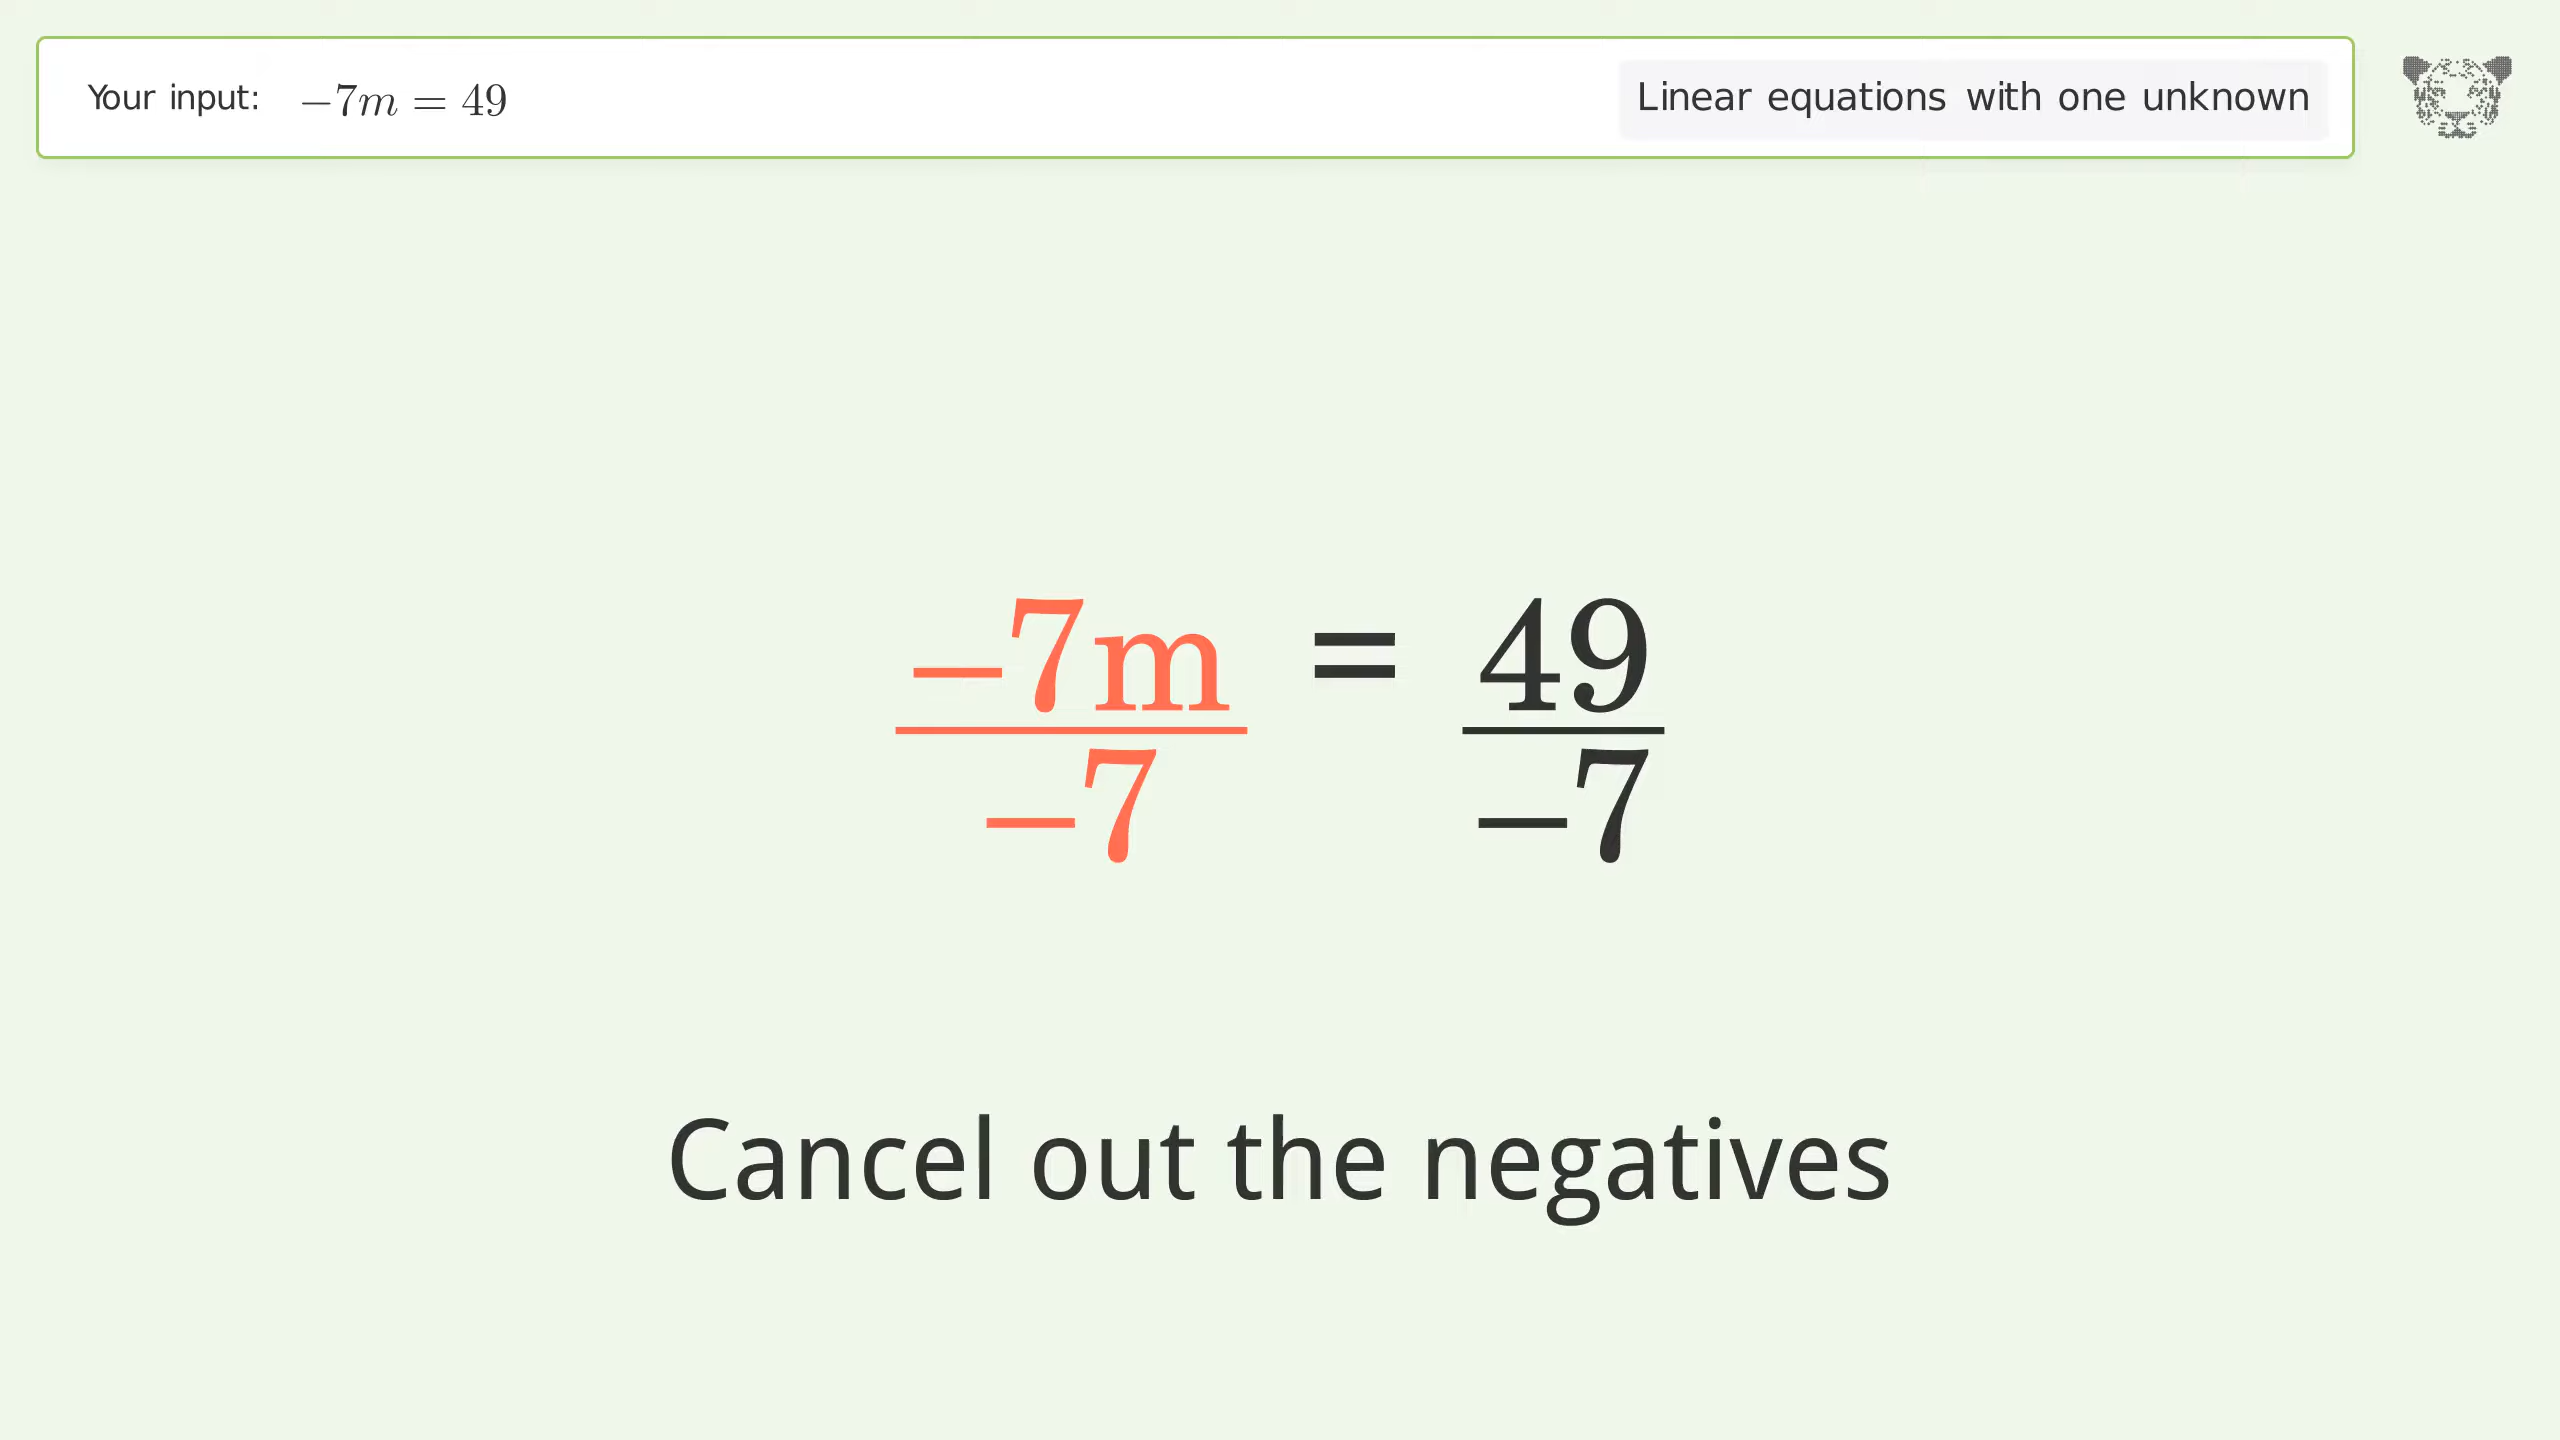 Your input: −7m = 49
Linear equations with one unknown
−7m/−7 = 49/−7
Cancel out the negatives